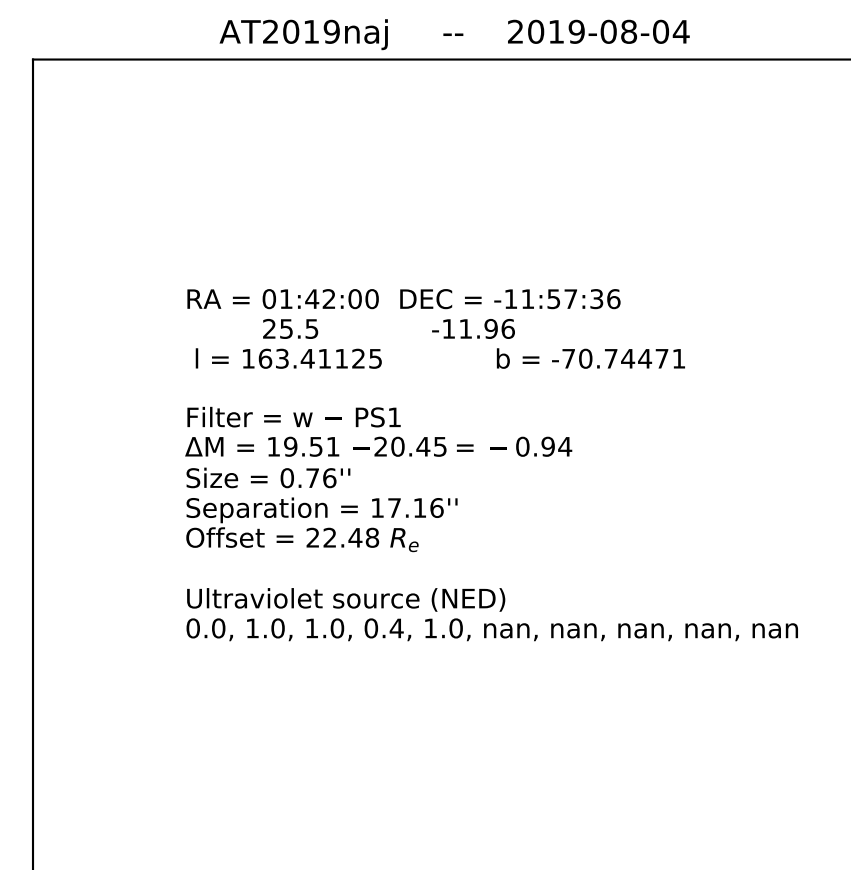 AT2019naj -- 2019-08-04
RA = 01:42:00 DEC = -11:57:36
25.5 -11.96
l = 163.41125 b = -70.74471
Filter = w − PS1
ΔM = 19.51 −20.45 = −0.94
Size = 0.76''
Separation = 17.16''
Offset = 22.48 Rₑ
Ultraviolet source (NED)
0.0, 1.0, 1.0, 0.4, 1.0, nan, nan, nan, nan, nan